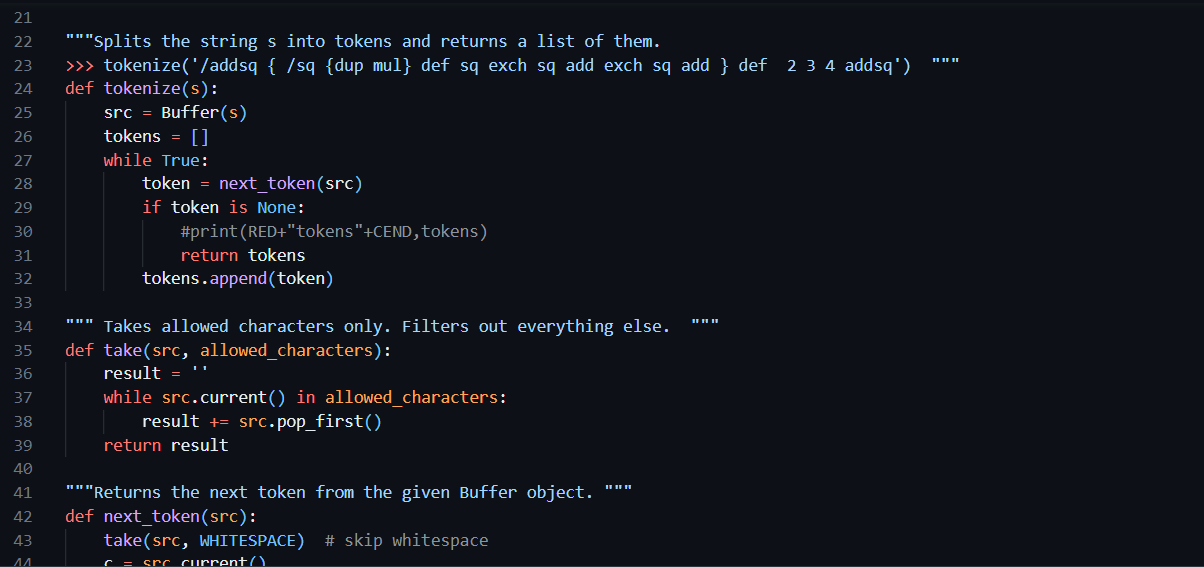 21
22 """Splits the string s into tokens and returns a list of them.
23 >>> tokenize('/addsq { /sq {dup mul} def sq exch sq add exch sq add } def  2 3 4 addsq')  """
24 def tokenize(s):
25     src = Buffer(s)
26     tokens = []
27     while True:
28         token = next_token(src)
29         if token is None:
30             #print(RED+"tokens"+CEND,tokens)
31             return tokens
32         tokens.append(token)
33
34 """ Takes allowed characters only. Filters out everything else.  """
35 def take(src, allowed_characters):
36     result = ''
37     while src.current() in allowed_characters:
38         result += src.pop_first()
39     return result
40
41 """Returns the next token from the given Buffer object. """
42 def next_token(src):
43     take(src, WHITESPACE)  # skip whitespace
44     c = src.current()